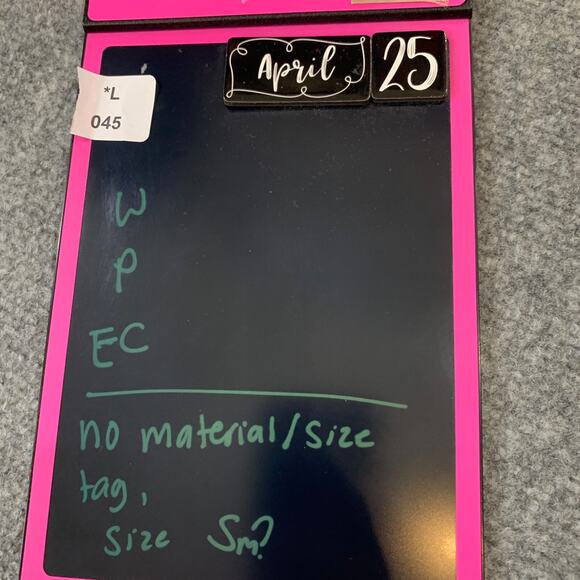 April 25
*L
045
W
P
EC
no material/size
tag,
size Sm?